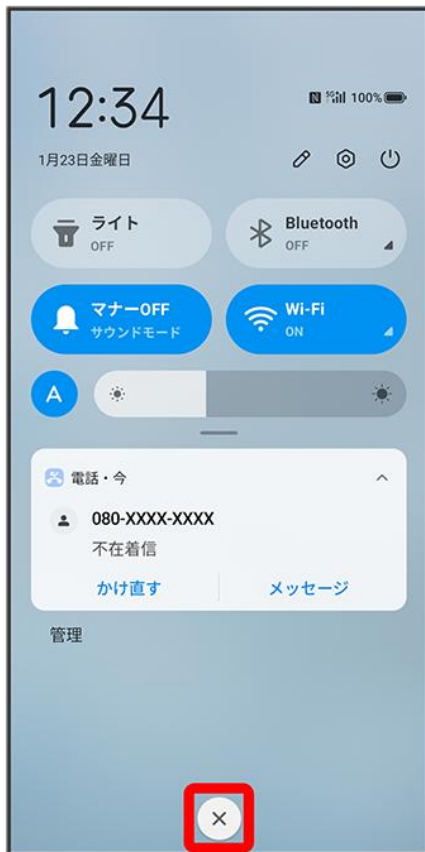 12:34
N 5G 100%
1月23日金曜日
ライト
OFF
Bluetooth
OFF
マナーOFF
サウンドモード
Wi-Fi
ON
A
電話・今
080-XXXX-XXXX
不在着信
かけ直す
メッセージ
管理